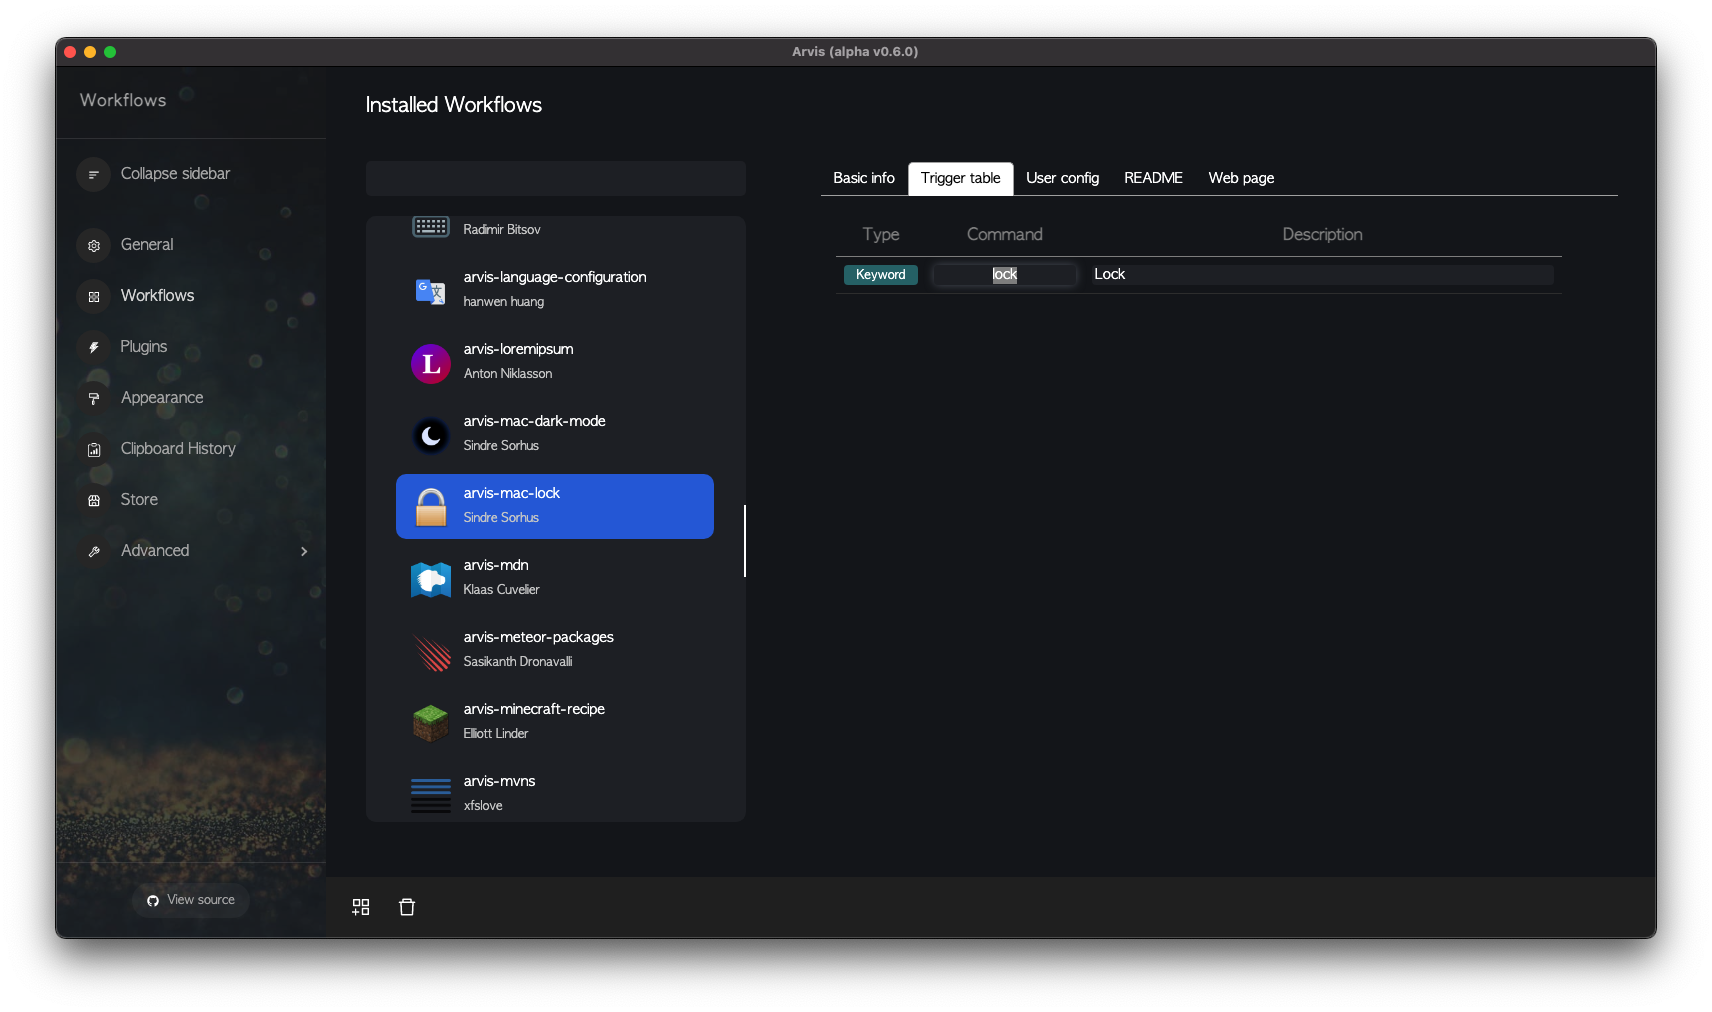 Arvis (alpha v0.6.0)
Workflows
Collapse sidebar
General
Workflows
Plugins
Appearance
Clipboard History
Store
Advanced
View source
Installed Workflows
Radimir Bitsov
arvis-language-configuration
hanwen huang
L
arvis-loremipsum
Anton Niklasson
arvis-mac-dark-mode
Sindre Sorhus
arvis-mac-lock
Sindre Sorhus
arvis-mdn
Klaas Cuvelier
arvis-meteor-packages
Sasikanth Dronavalli
arvis-minecraft-recipe
Elliott Linder
arvis-mvns
xfslove
Basic info Trigger table User config README Web page
Type Command Description
Keyword lock Lock